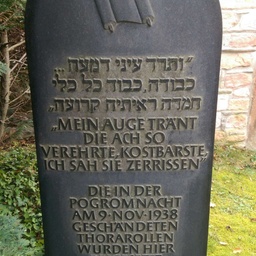 "ותרד עיני דמעה...
כבודה, כבוד כל כלי
חמדה ראיתיה קרועה."
„MEIN AUGE TRÄNT
DIE ACH SO
VEREHRTE, KOSTBARSTE,
ICH SAH SIE ZERRISSEN"
DIE IN DER
POGROMNACHT
AM 9. NOV. 1938
GESCHÄNDETEN
THORAROLLEN
WURDEN HIER